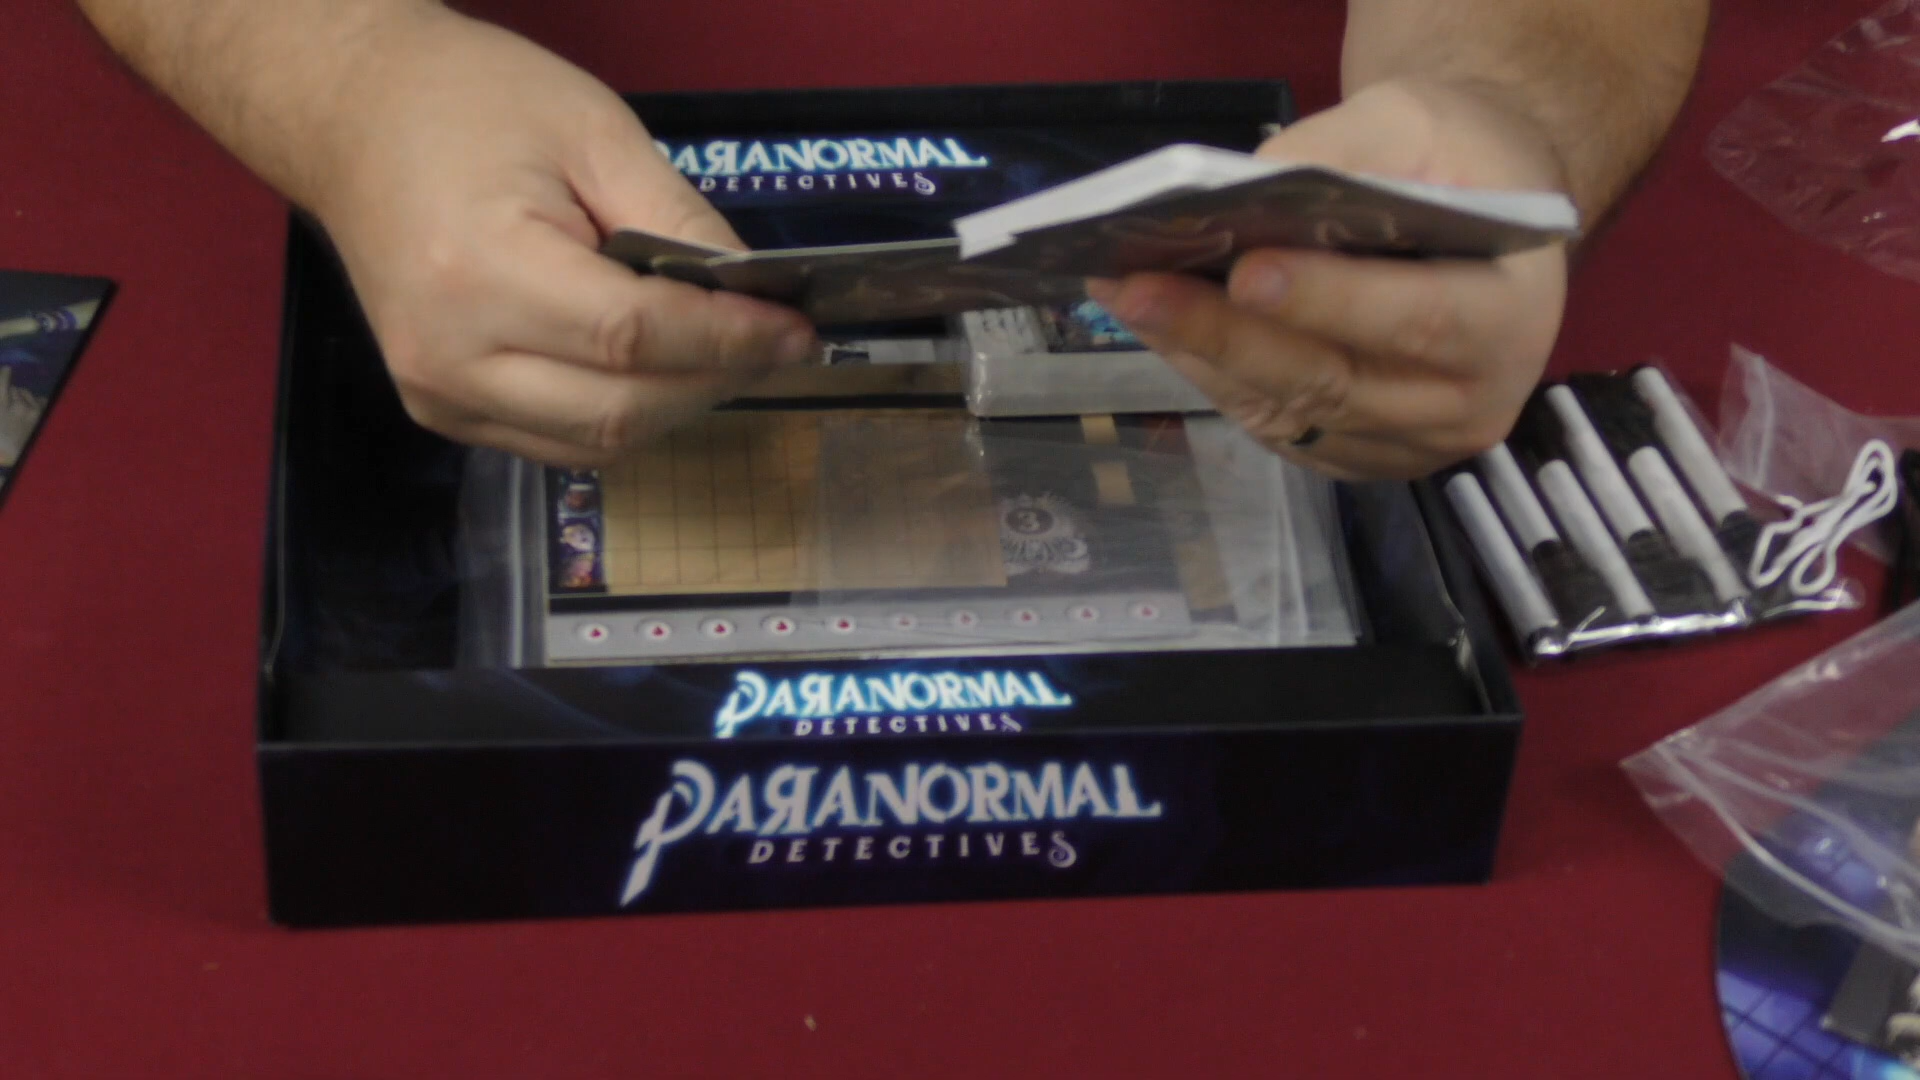 PARANORMAL
DETECTIVES
3
PARANORMAL
DETECTIVES
PARANORMAL
DETECTIVES